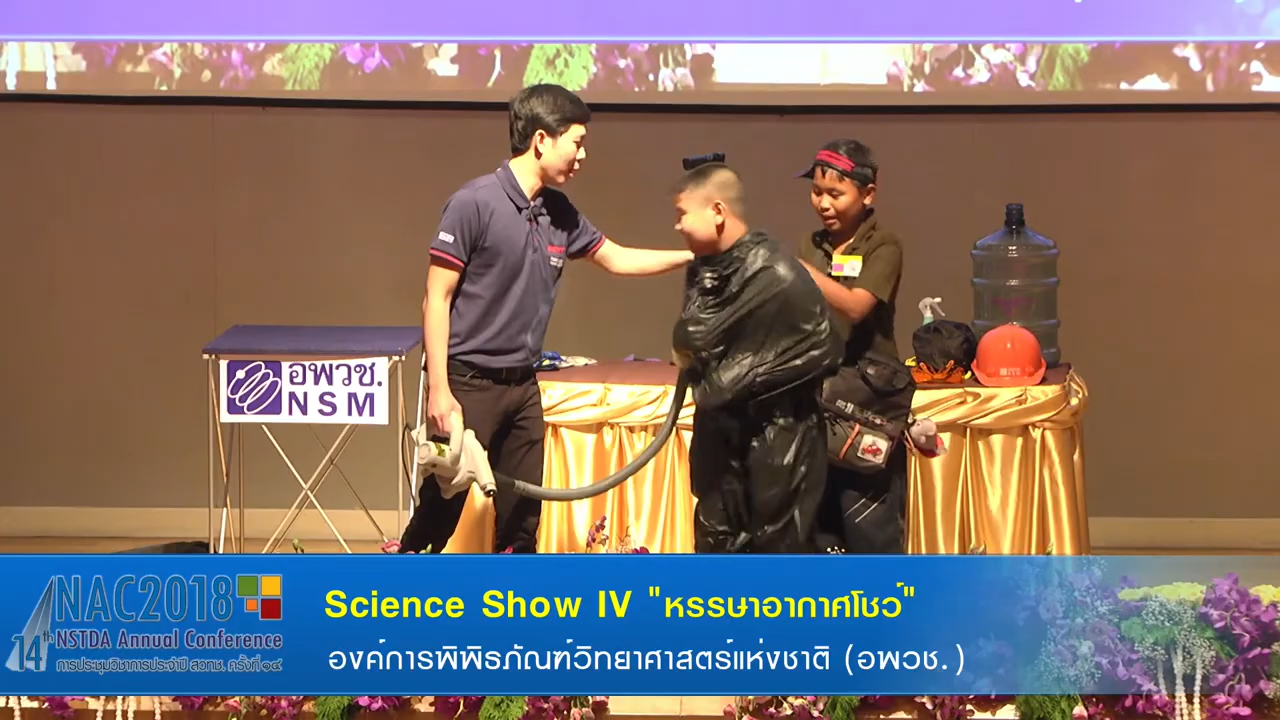 อพวช.
NSM
NAC2018
14th NSTDA Annual Conference
การประชุมวิชาการประจำปี สวทช. ครั้งที่ ๑๔
Science Show IV "หรรษาอากาศโชว์"
องค์การพิพิธภัณฑ์วิทยาศาสตร์แห่งชาติ (อพวช.)